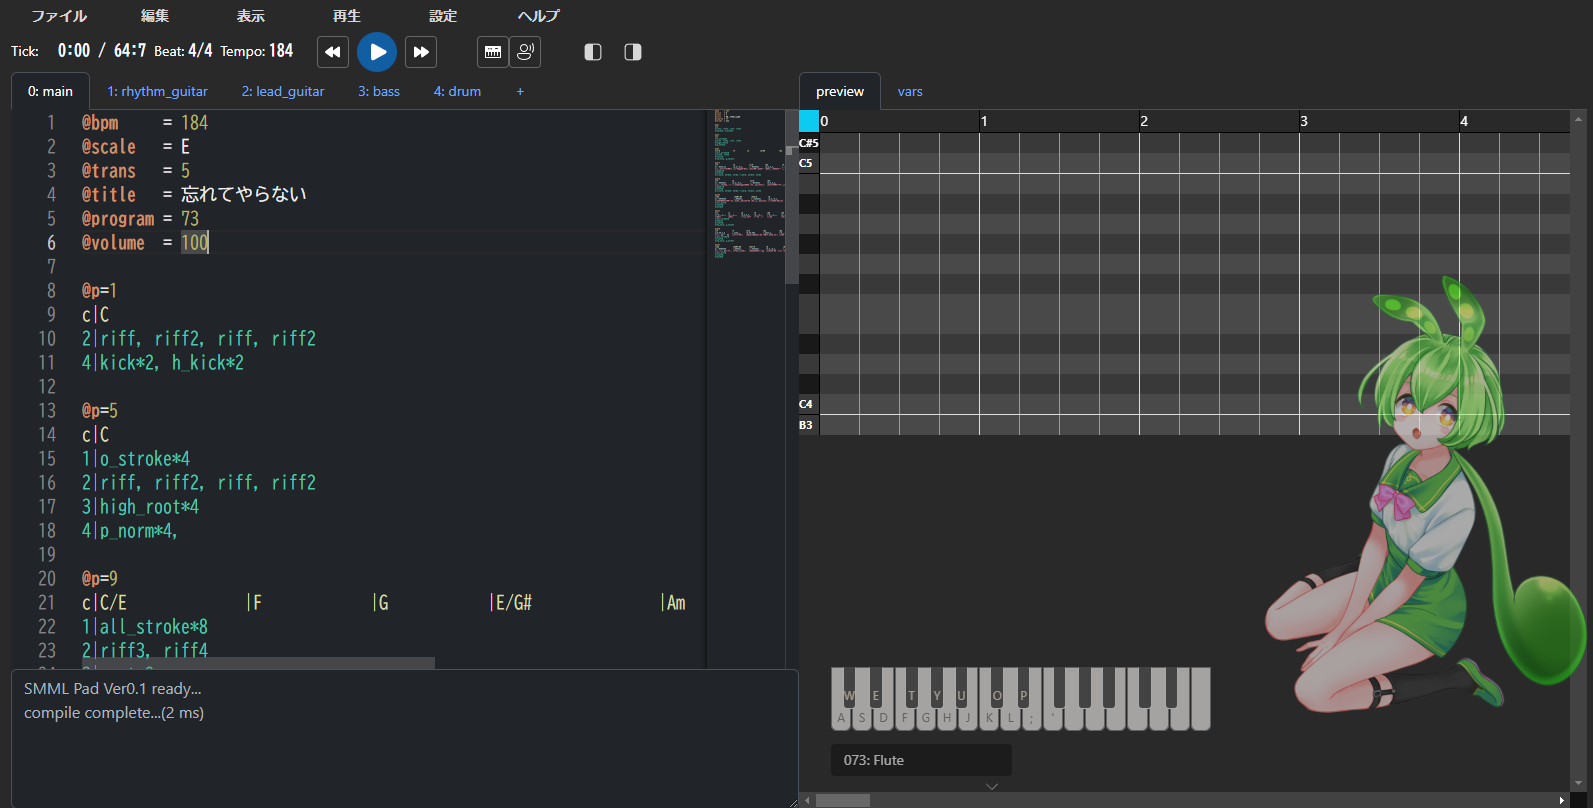 ファイル 編集 表示 再生 設定 ヘルプ
Tick: 0:00 / 64:7 Beat: 4/4 Tempo: 184
0: main 1: rhythm_guitar 2: lead_guitar 3: bass 4: drum +
preview vars
1 @bpm = 184
2 @scale = E
3 @trans = 5
4 @title = 忘れてやらない
5 @program = 73
6 @volume = 100
7
8 @p=1
9 c|C
10 2|riff, riff2, riff, riff2
11 4|kick*2, h_kick*2
12
13 @p=5
14 c|C
15 1|o_stroke*4
16 2|riff, riff2, riff, riff2
17 3|high_root*4
18 4|p_norm*4,
19
20 @p=9
21 c|C/E |F |G |E/G# |Am
22 1|all_stroke*8
23 2|riff3, riff4
SMML Pad Ver0.1 ready...
compile complete...(2 ms)
0 1 2 3 4
C#5
C5
C4
B3
W E T Y U O P
A S D F G H J K L ; '
073: Flute